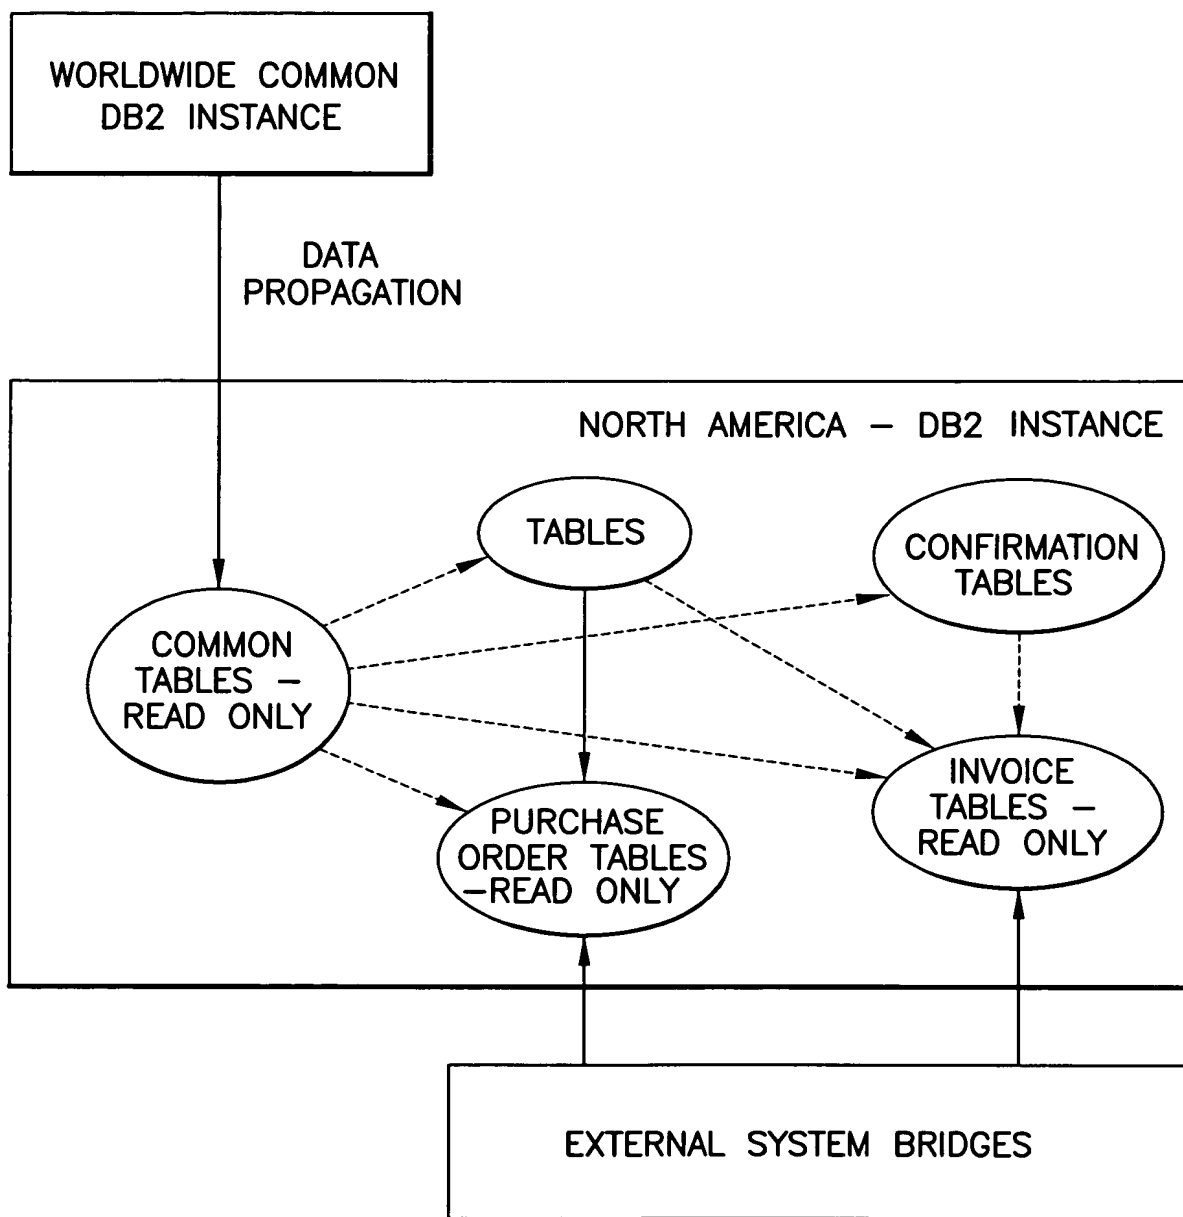 WORLDWIDE COMMON
DB2 INSTANCE
DATA
PROPAGATION
NORTH AMERICA – DB2 INSTANCE
TABLES
CONFIRMATION
TABLES
COMMON
TABLES –
READ ONLY
INVOICE
TABLES –
READ ONLY
PURCHASE
ORDER TABLES
–READ ONLY
EXTERNAL SYSTEM BRIDGES